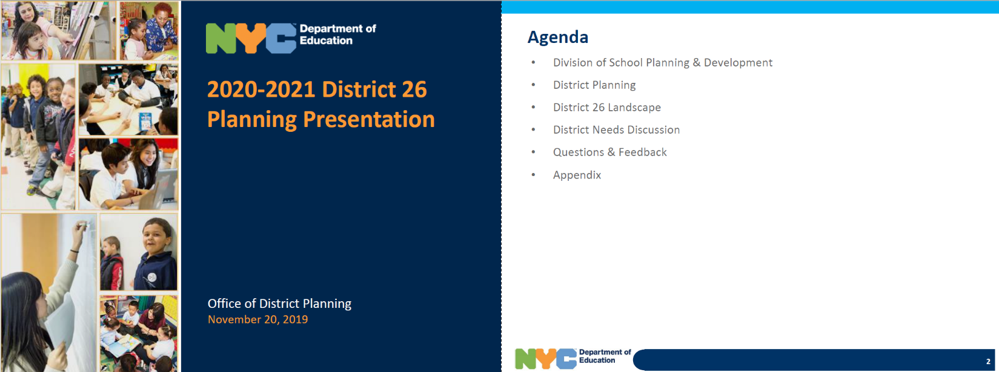 NYC Department of
Education
2020-2021 District 26
Planning Presentation
Office of District Planning
November 20, 2019
Agenda
• Division of School Planning & Development
• District Planning
• District 26 Landscape
• District Needs Discussion
• Questions & Feedback
• Appendix
NYC Department of
Education
2